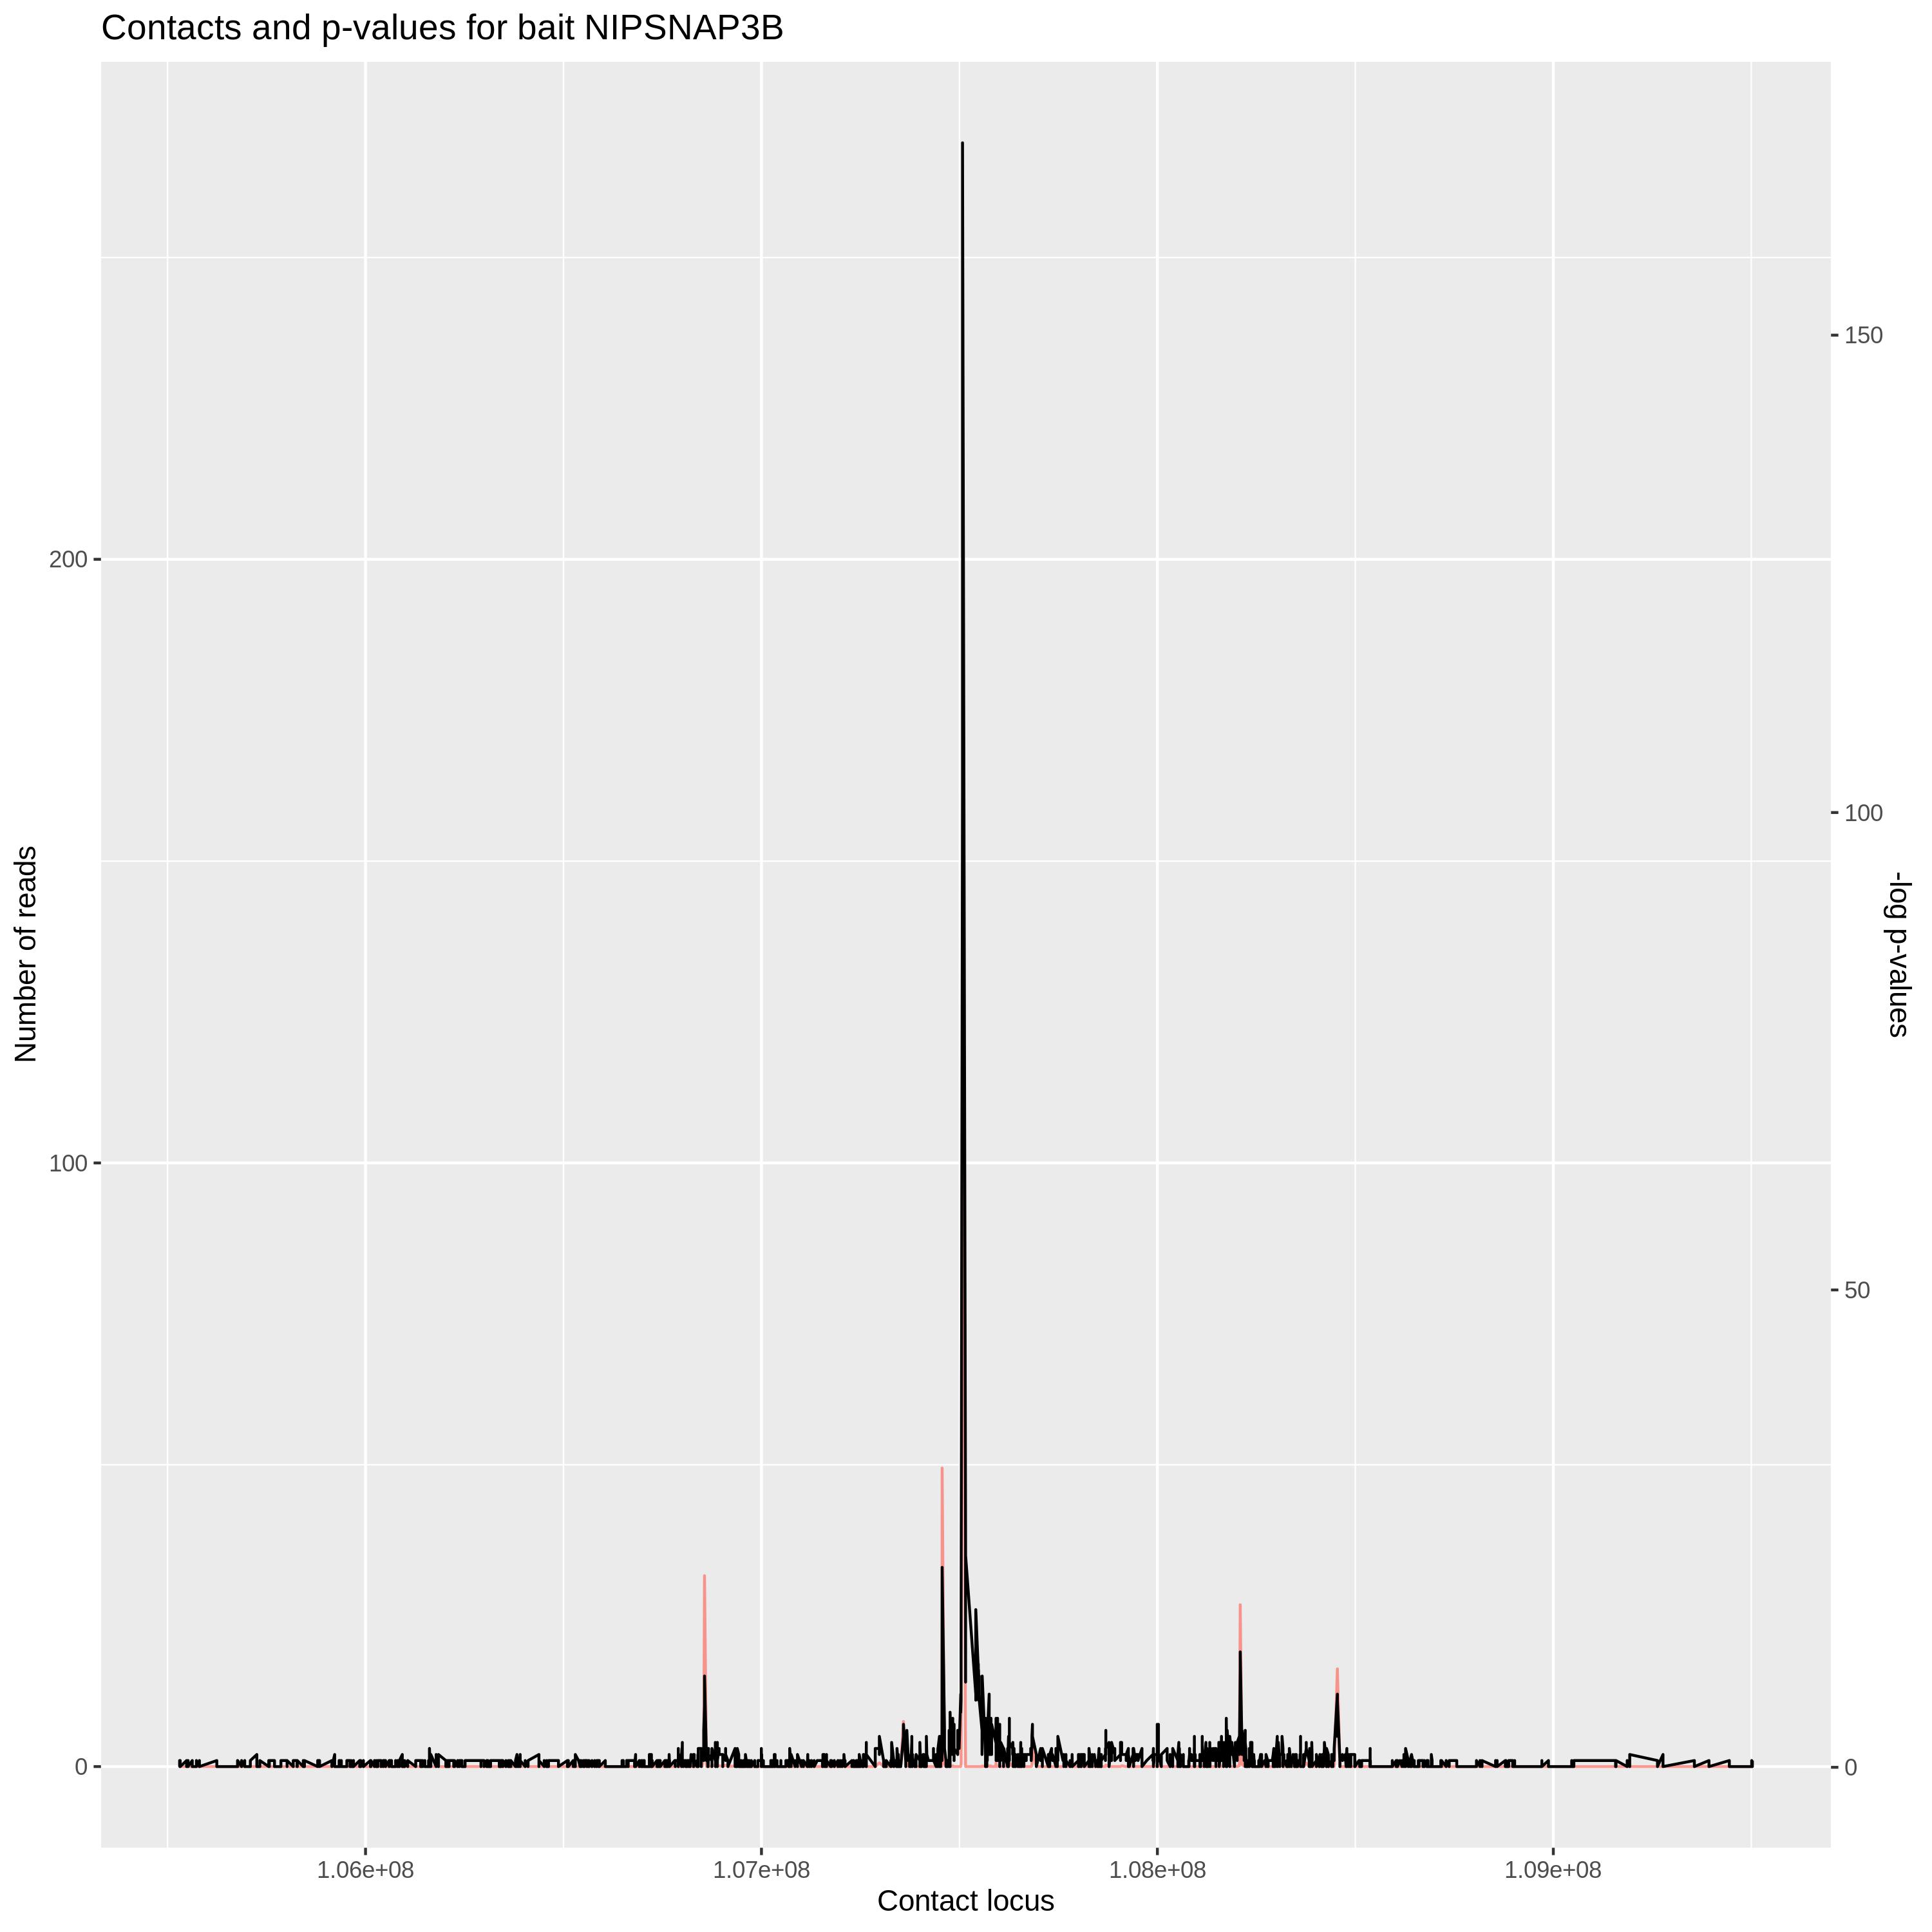 Contacts and p-values for bait NIPSNAP3B
Number of reads
200
100
0
150
100
50
0
-log p-values
1.06e+08
1.07e+08
1.08e+08
1.09e+08
Contact locus